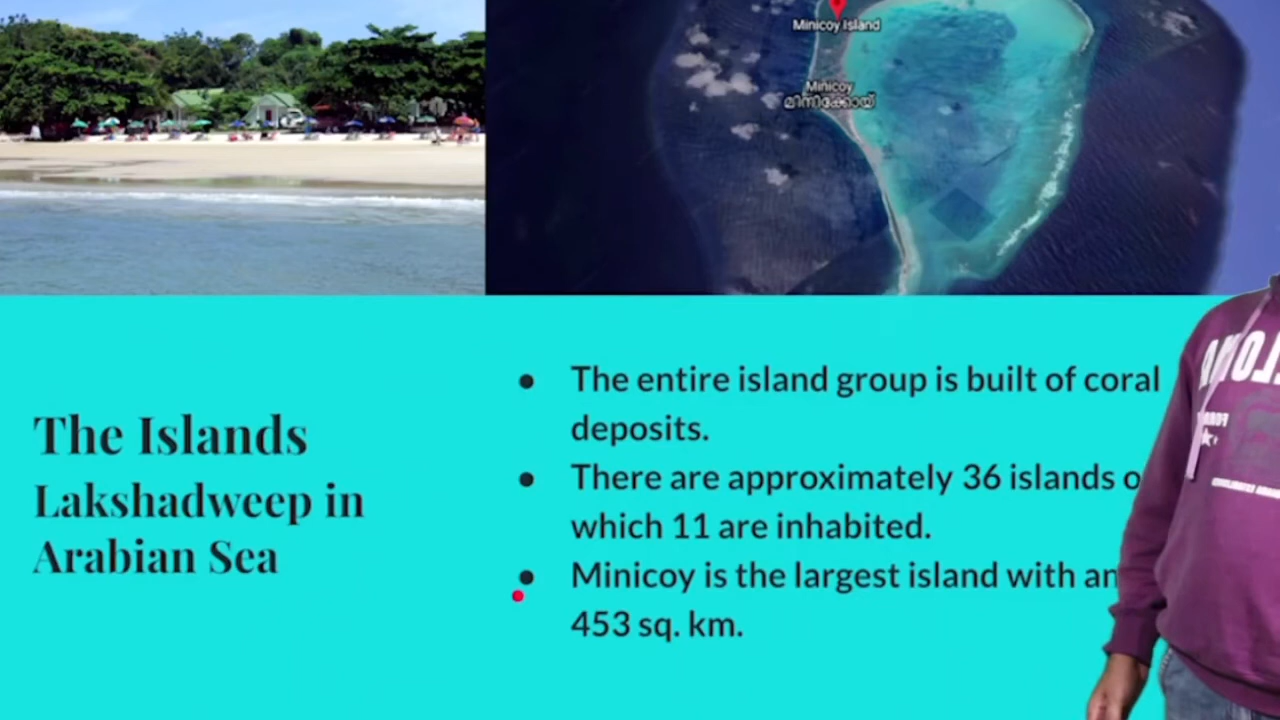 Minicoy Island
Minicoy
മിനിക്കോയ്
The Islands
Lakshadweep in
Arabian Sea
The entire island group is built of coral
deposits.
There are approximately 36 islands
which 11 are inhabited.
Minicoy is the largest island with
453 sq. km.